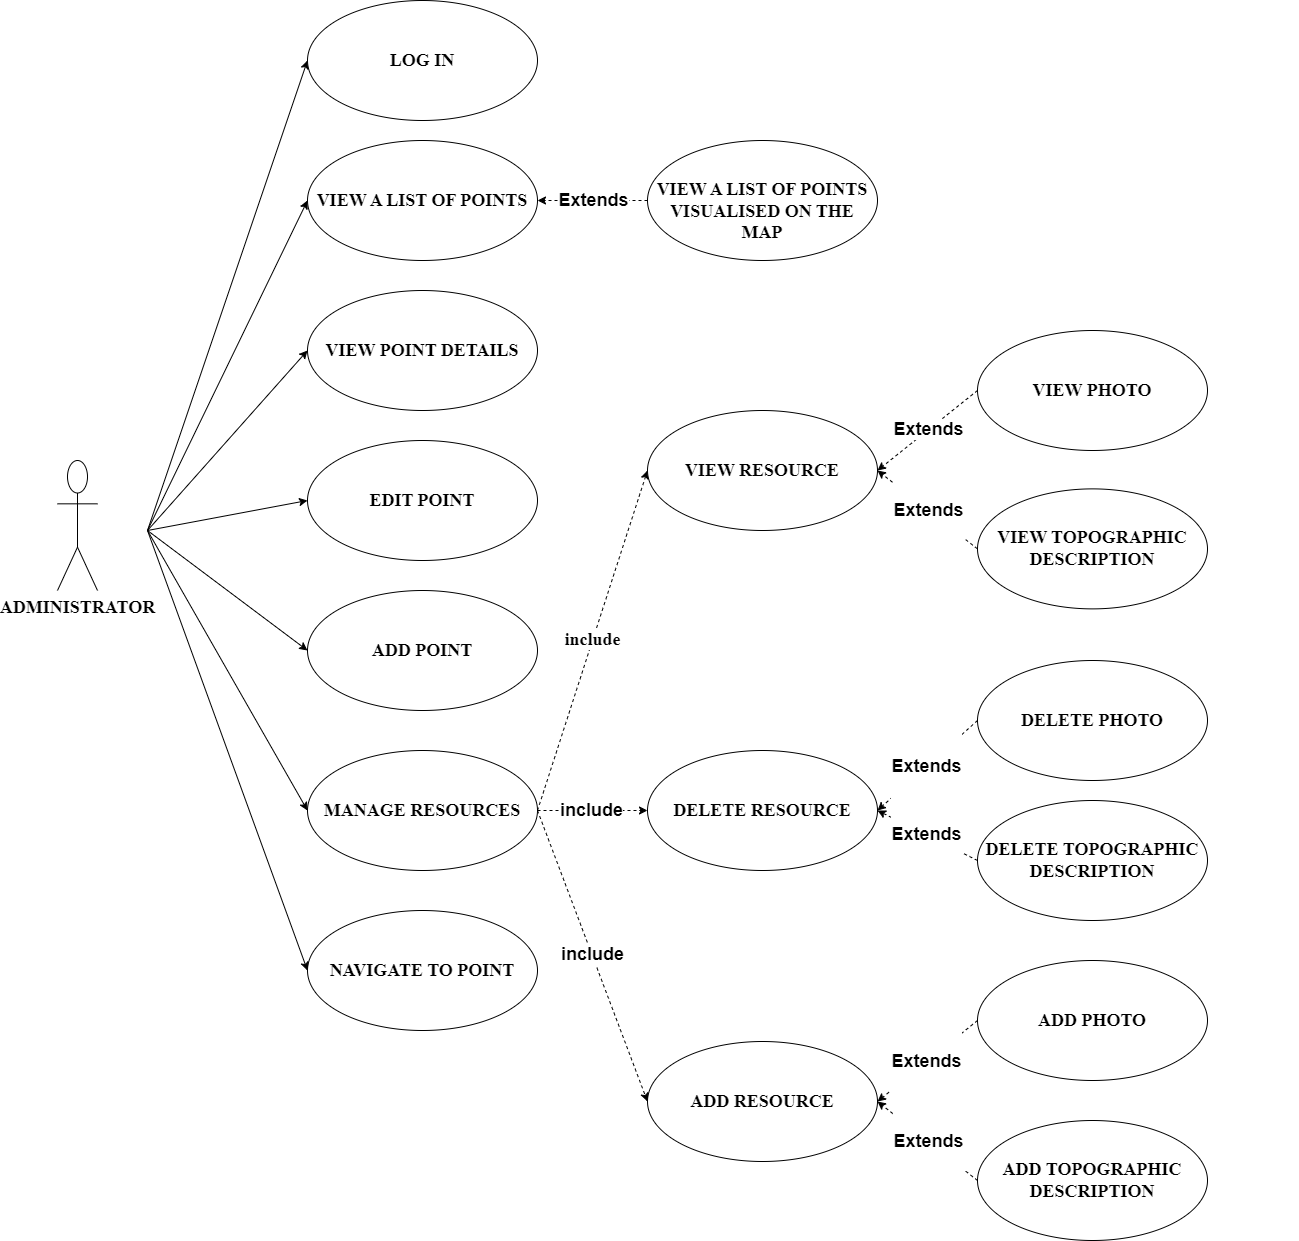 LOG IN
VIEW A LIST OF POINTS
Extends
VIEW A LIST OF POINTS
VISUALISED ON THE
MAP
VIEW POINT DETAILS
VIEW PHOTO
Extends
VIEW RESOURCE
EDIT POINT
Extends
VIEW TOPOGRAPHIC
DESCRIPTION
ADMINISTRATOR
include
ADD POINT
DELETE PHOTO
Extends
MANAGE RESOURCES
include
DELETE RESOURCE
Extends
DELETE TOPOGRAPHIC
DESCRIPTION
include
NAVIGATE TO POINT
ADD PHOTO
Extends
ADD RESOURCE
Extends
ADD TOPOGRAPHIC
DESCRIPTION